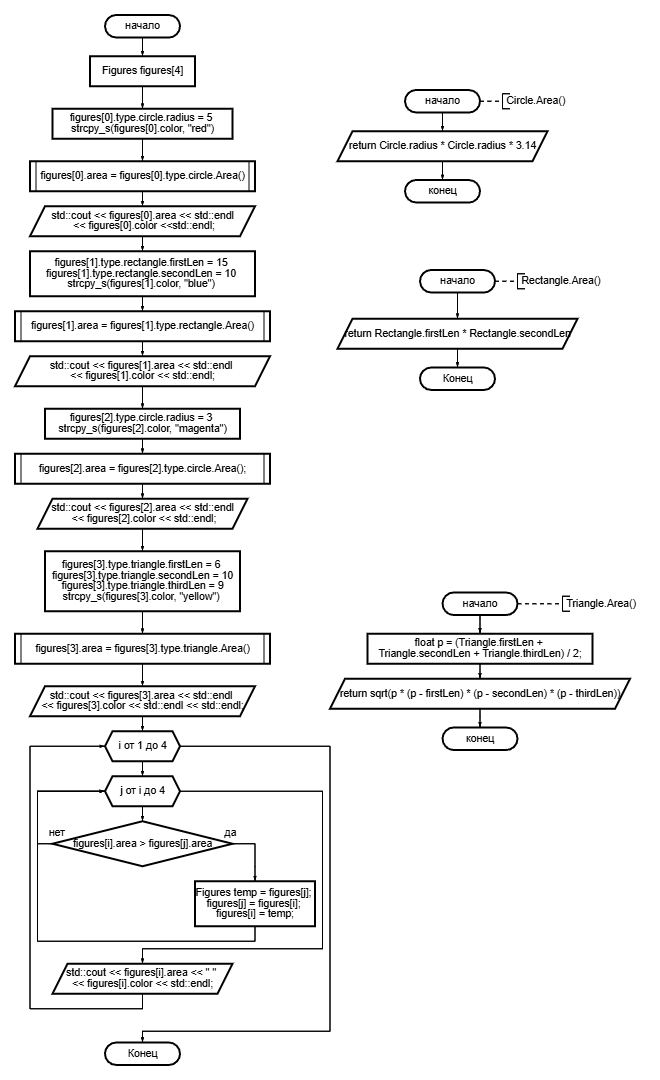 начало
Figures figures[4]
figures[0].type.circle.radius = 5
strcpy_s(figures[0].color, "red")
figures[0].area = figures[0].type.circle.Area()
std::cout << figures[0].area << std::endl
<< figures[0].color <<std::endl;
figures[1].type.rectangle.firstLen = 15
figures[1].type.rectangle.secondLen = 10
strcpy_s(figures[1].color, "blue")
figures[1].area = figures[1].type.rectangle.Area()
std::cout << figures[1].area << std::endl
<< figures[1].color << std::endl;
figures[2].type.circle.radius = 3
strcpy_s(figures[2].color, "magenta")
figures[2].area = figures[2].type.circle.Area();
std::cout << figures[2].area << std::endl
<< figures[2].color << std::endl;
figures[3].type.triangle.firstLen = 6
figures[3].type.triangle.secondLen = 10
figures[3].type.triangle.thirdLen = 9
strcpy_s(figures[3].color, "yellow")
figures[3].area = figures[3].type.triangle.Area()
std::cout << figures[3].area << std::endl
<< figures[3].color << std::endl << std::endl;
i от 1 до 4
j от i до 4
нет
да
figures[i].area > figures[j].area
Figures temp = figures[j];
figures[j] = figures[i];
figures[i] = temp;
std::cout << figures[i].area << " "
<< figures[i].color << std::endl;
Конец
начало
Circle.Area()
return Circle.radius * Circle.radius * 3.14
конец
начало
Rectangle.Area()
return Rectangle.firstLen * Rectangle.secondLen
Конец
начало
Triangle.Area()
float p = (Triangle.firstLen +
Triangle.secondLen + Triangle.thirdLen) / 2;
return sqrt(p * (p - firstLen) * (p - secondLen) * (p - thirdLen))
конец